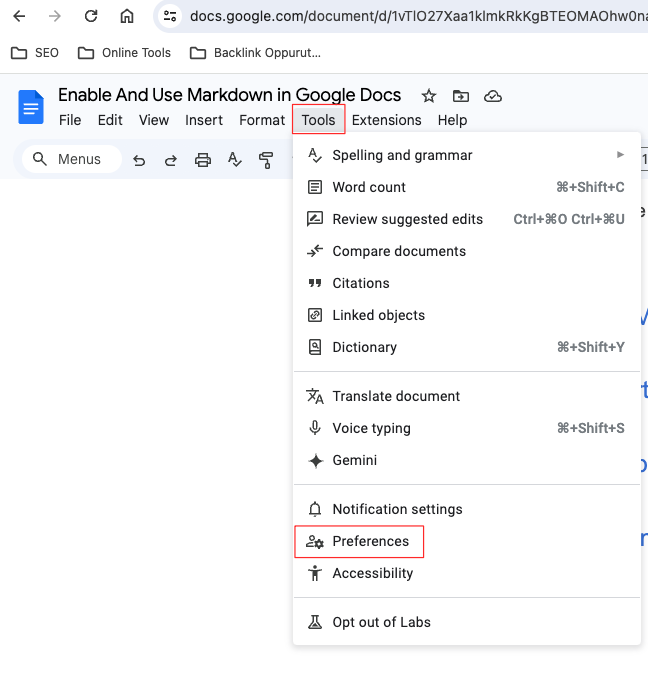 docs.google.com/document/d/1vTlO27Xaa1klmkRkKgBTEOMAOhw0na
SEO Online Tools Backlink Oppurut...
Enable And Use Markdown in Google Docs
File Edit View Insert Format Tools Extensions Help
Menus
Spelling and grammar
Word count ⌘+Shift+C
Review suggested edits Ctrl+⌘O Ctrl+⌘U
Compare documents
Citations
Linked objects
Dictionary ⌘+Shift+Y
Translate document
Voice typing ⌘+Shift+S
Gemini
Notification settings
Preferences
Accessibility
Opt out of Labs